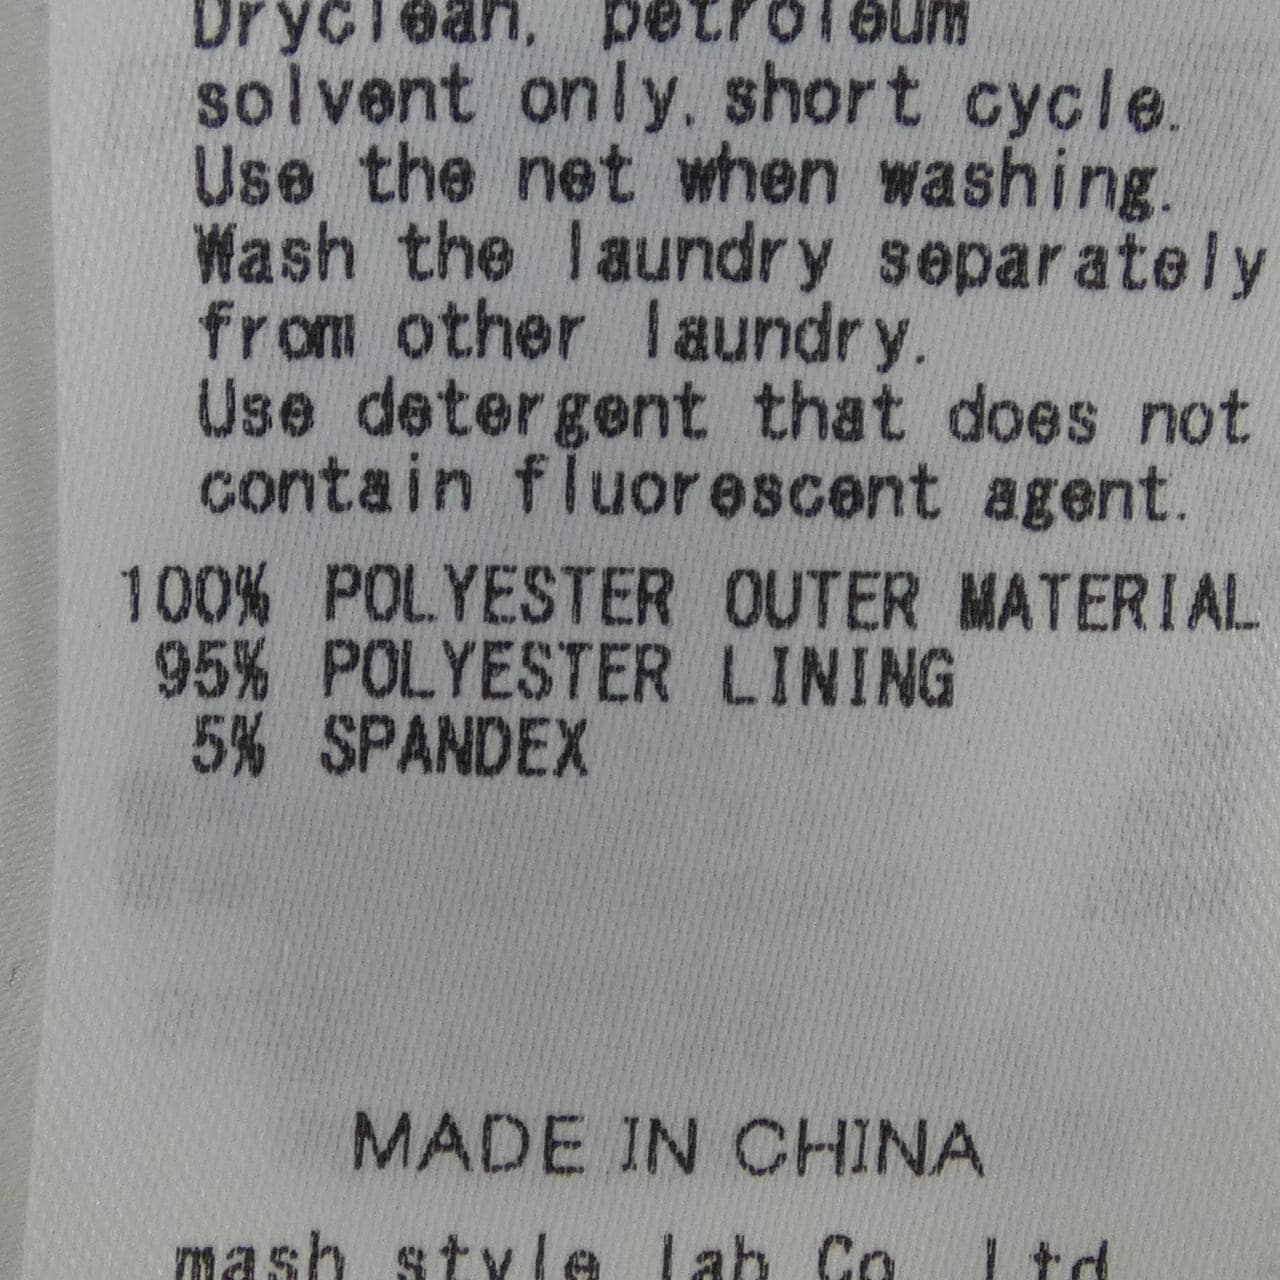 Dryclean, petroleum
solvent only, short cycle.
Use the net when washing.
Wash the laundry separately
from other laundry.
Use detergent that does not
contain fluorescent agent.
100% POLYESTER OUTER MATERIAL
95% POLYESTER LINING
5% SPANDEX
MADE IN CHINA
mash style lab Co. Ltd